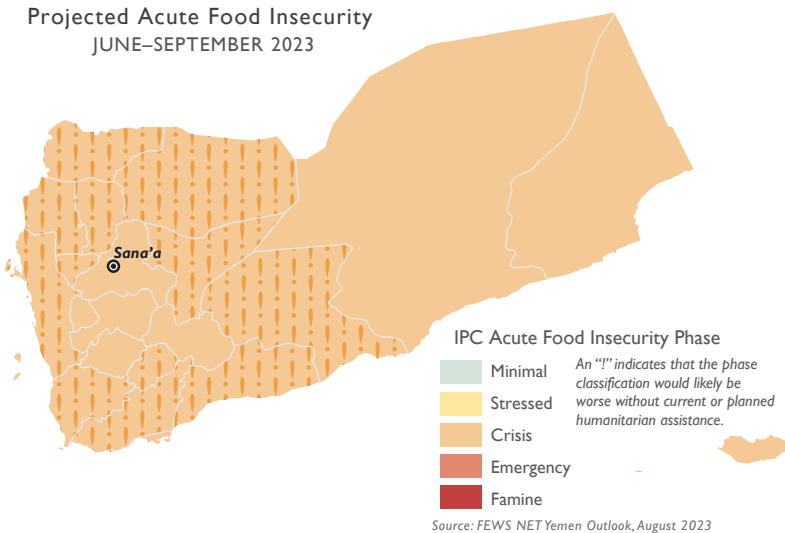 Projected Acute Food Insecurity
JUNE–SEPTEMBER 2023
Sana’a
IPC Acute Food Insecurity Phase
Minimal
Stressed
Crisis
Emergency
Famine
An “!” indicates that the phase
classification would likely be
worse without current or planned
humanitarian assistance.
Source: FEWS NET Yemen Outlook, August 2023